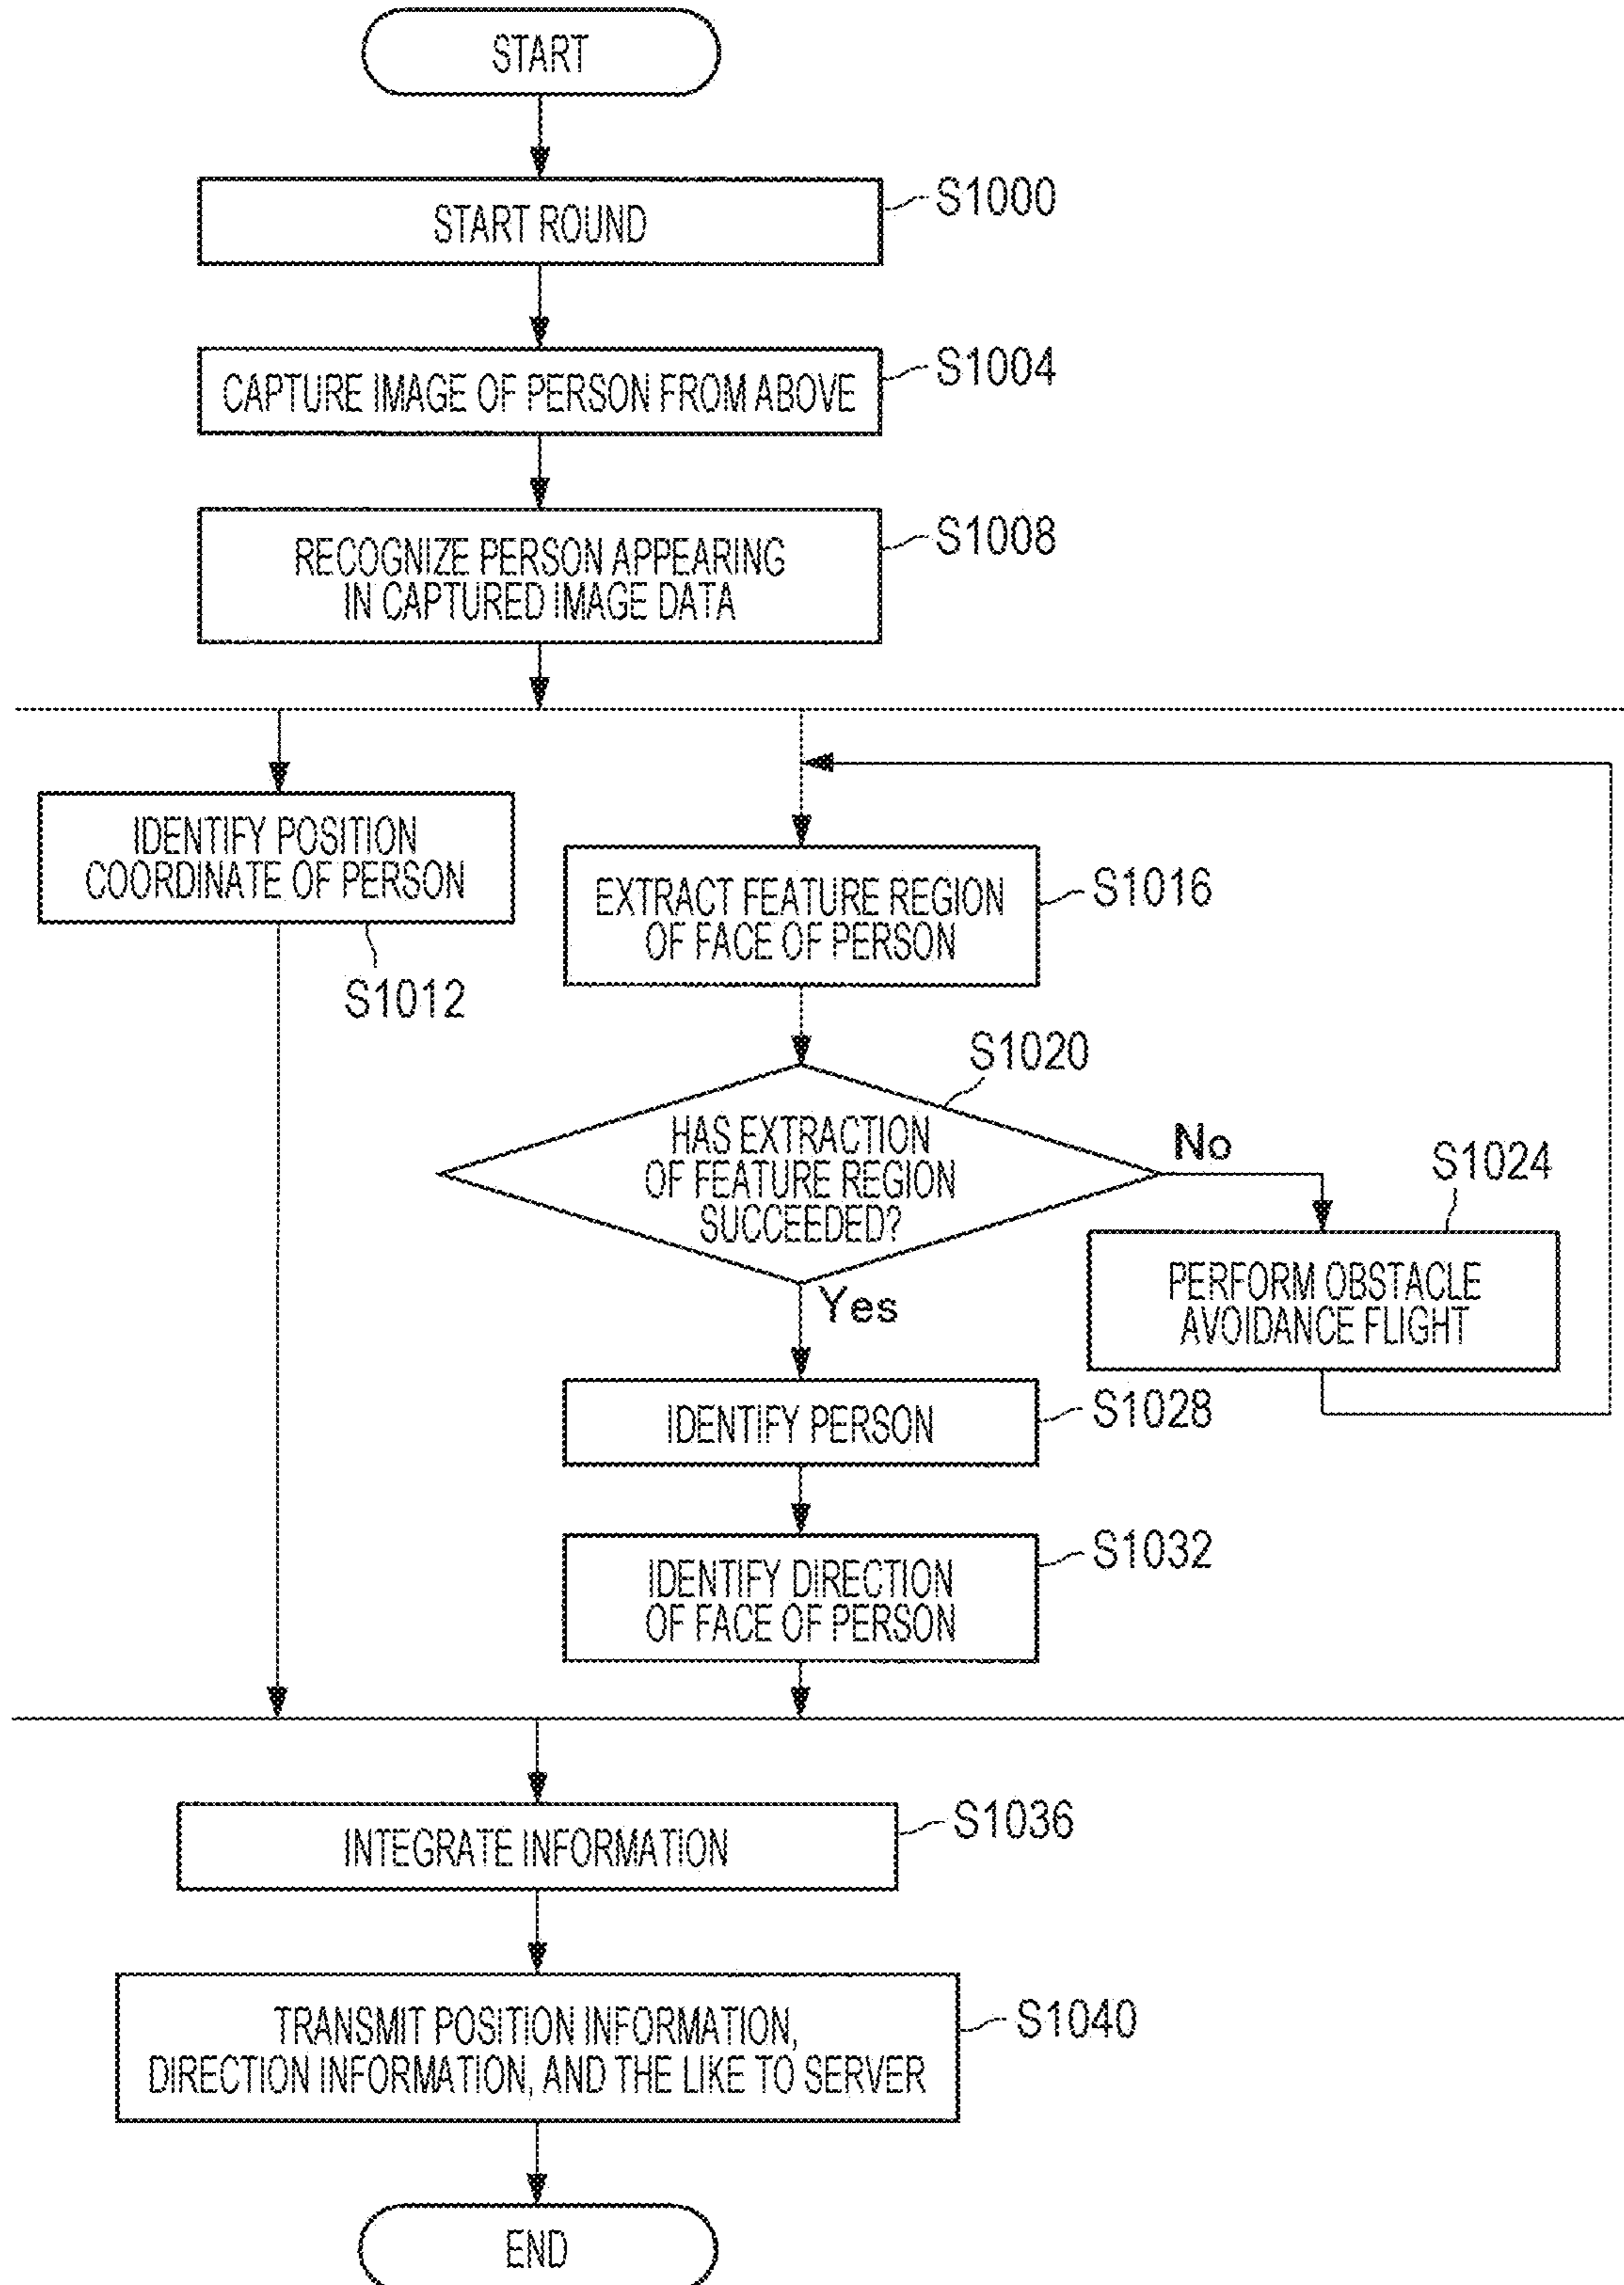 START
START ROUND
S1000
CAPTURE IMAGE OF PERSON FROM ABOVE
S1004
RECOGNIZE PERSON APPEARING
IN CAPTURED IMAGE DATA
S1008
IDENTIFY POSITION
COORDINATE OF PERSON
S1012
EXTRACT FEATURE REGION
OF FACE OF PERSON
S1016
HAS EXTRACTION
OF FEATURE REGION
SUCCEEDED?
S1020
No
S1024
PERFORM OBSTACLE
AVOIDANCE FLIGHT
Yes
IDENTIFY PERSON
S1028
IDENTIFY DIRECTION
OF FACE OF PERSON
S1032
INTEGRATE INFORMATION
S1036
TRANSMIT POSITION INFORMATION,
DIRECTION INFORMATION, AND THE LIKE TO SERVER
S1040
END